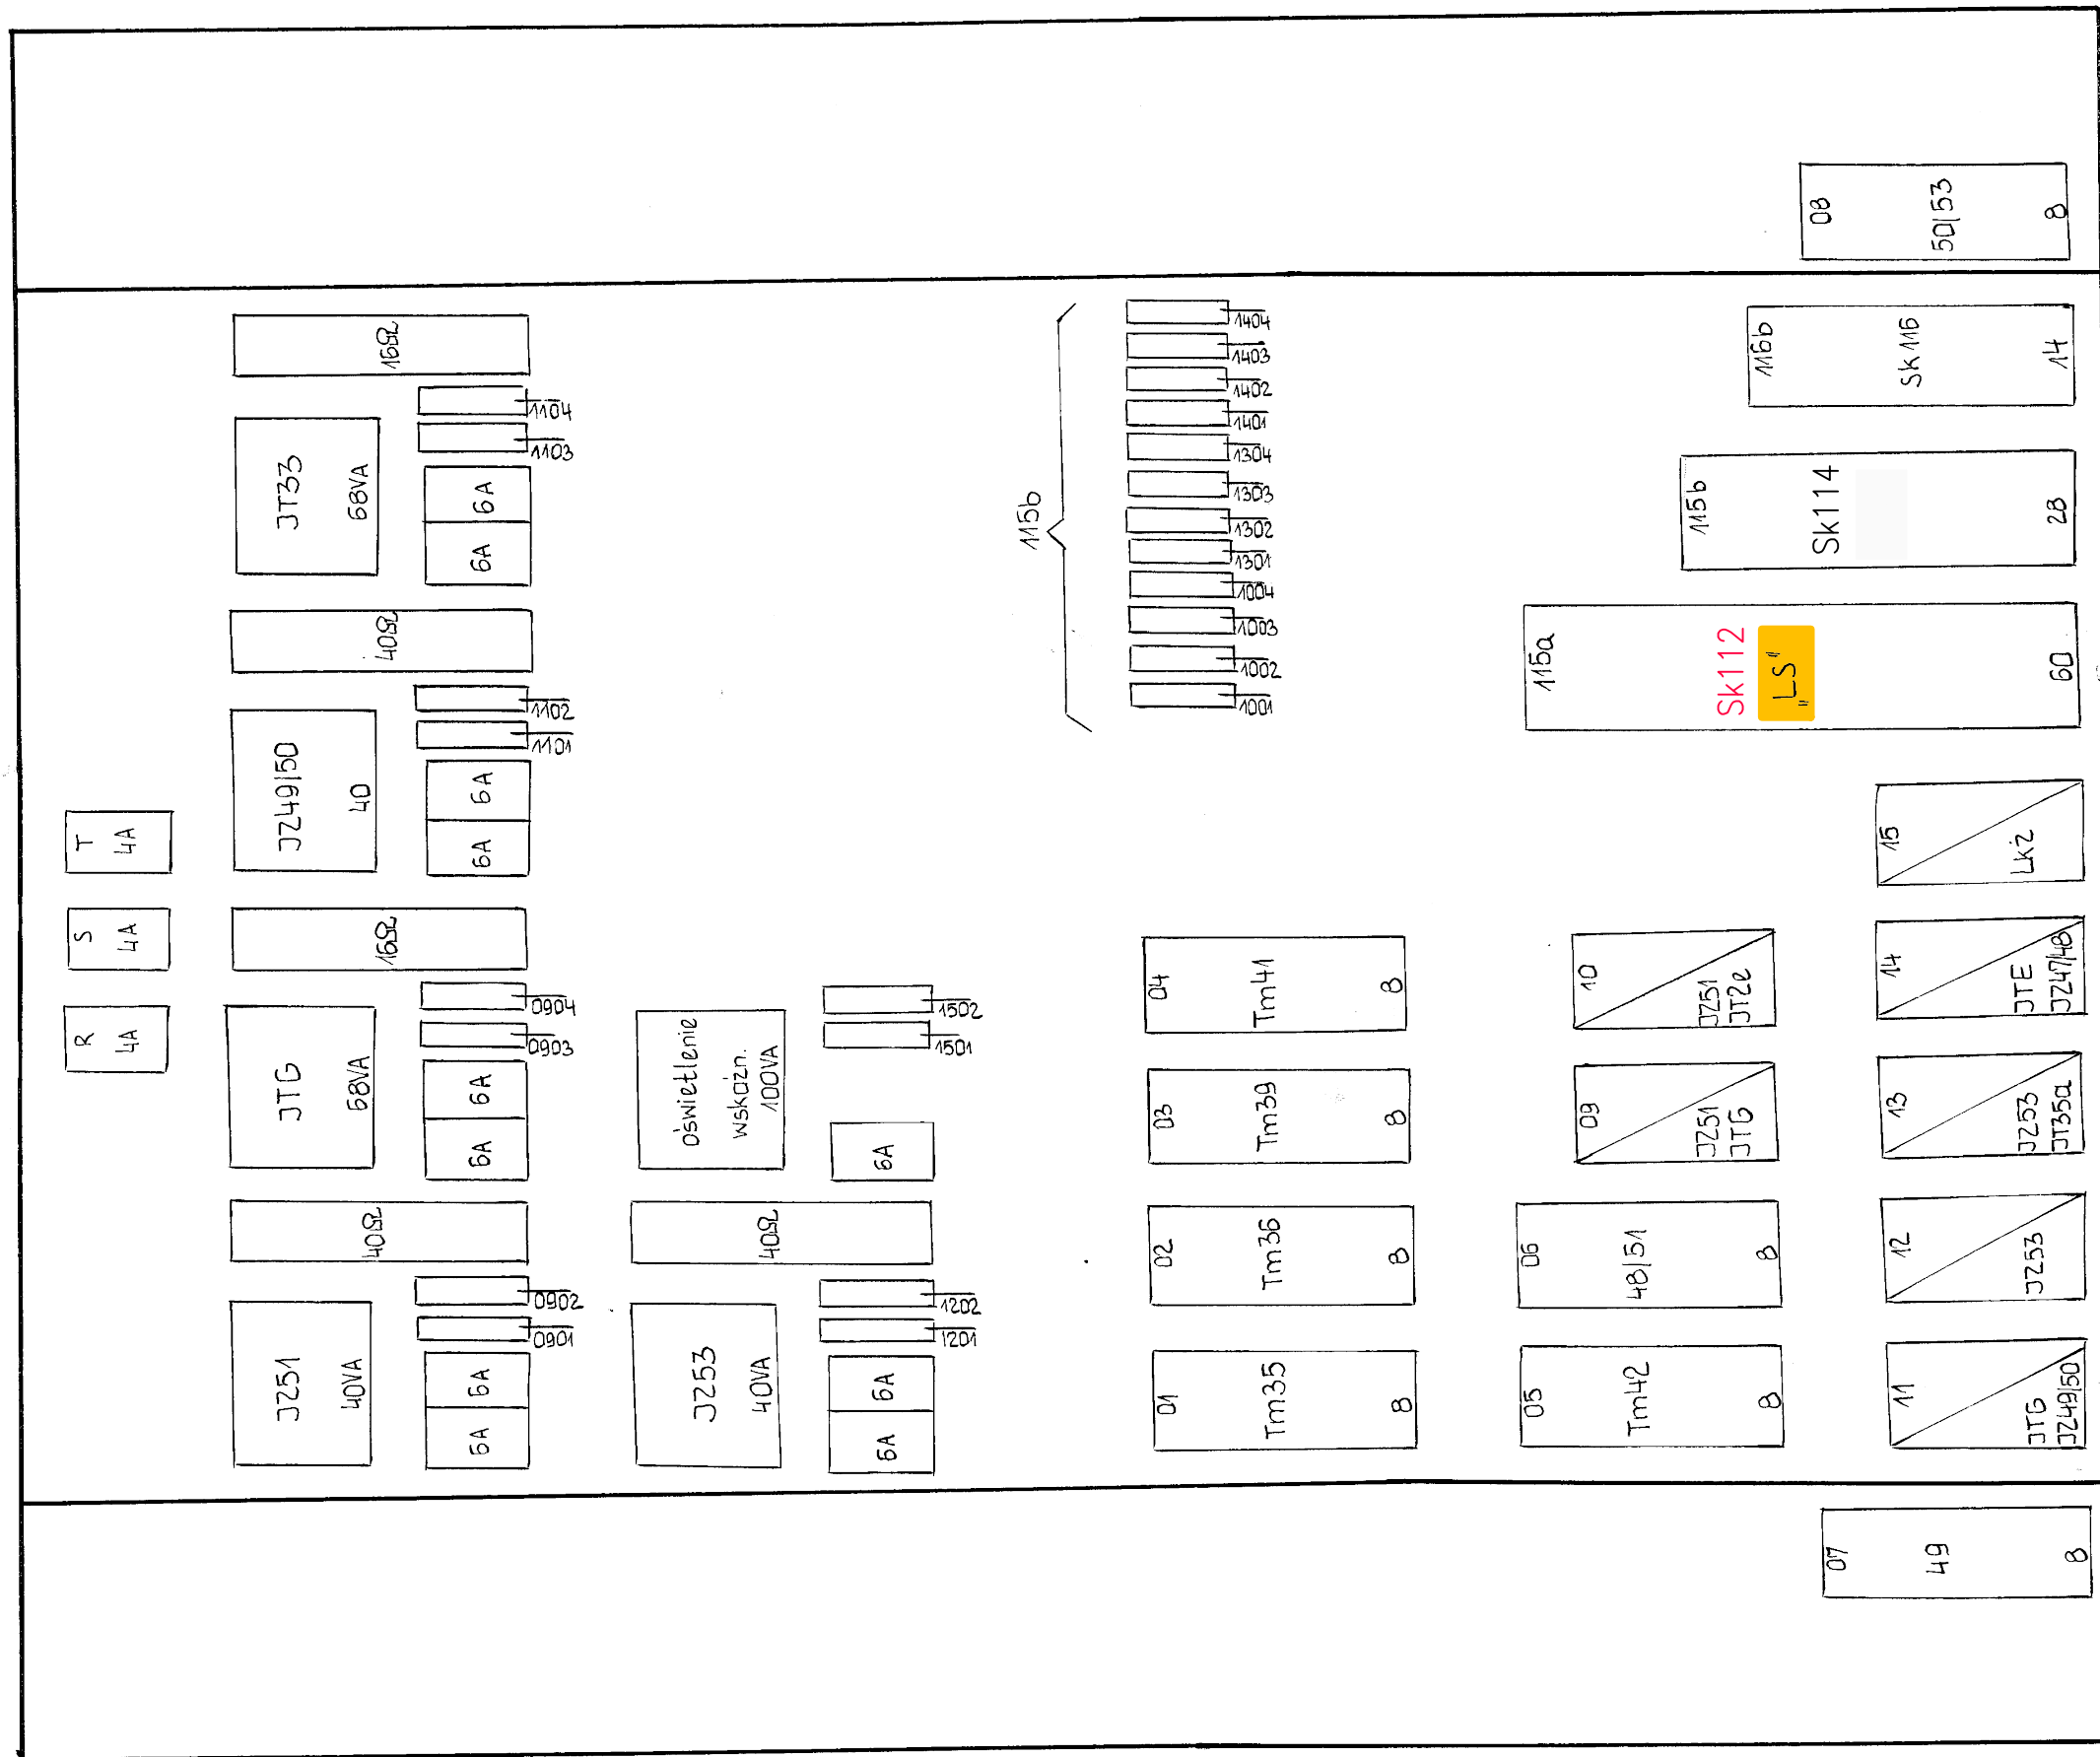 R
4A
S
4A
T
4A
JZ51
40VA
40Ω
JTG
68VA
16Ω
JZ49/50
40
40Ω
JT33
68VA
16Ω
6A
6A
0901
0902
6A
6A
0903
0904
6A
6A
1101
1102
6A
6A
1103
1104
JZ53
40VA
40Ω
oświetlenie
wskaźn.
100VA
6A
6A
1201
1202
6A
1501
1502
115b
1001
1002
1003
1004
1301
1302
1303
1304
1401
1402
1403
1404
01
Tm35
8
02
Tm36
8
03
Tm39
8
04
Tm41
8
05
Tm42
8
06
48/51
8
09
JZ51
JTG
10
JZ51
JT2e
115a
Sk112
„LS"
60
115b
Sk114
28
116b
Sk116
14
07
49
8
11
JTG
JZ49/50
12
JZ53
13
JZ53
JT35a
14
JTE
JZ47/48
15
Lkż
08
50/53
8